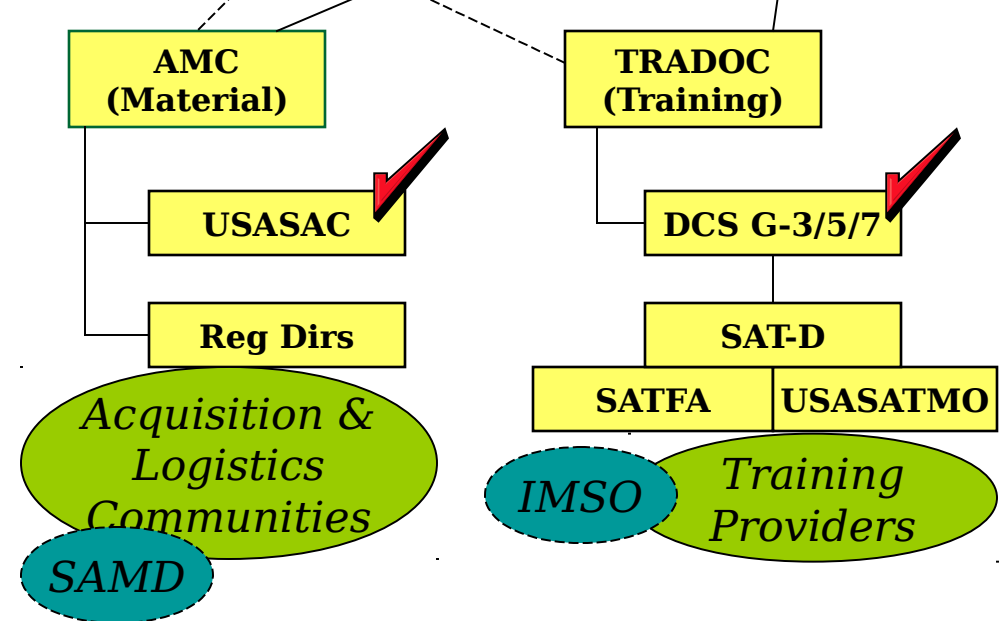 AMC
(Material)
TRADOC
(Training)
USASAC
DCS G-3/5/7
Reg Dirs
SAT-D
SATFA
USASATMO
Acquisition &
Logistics
Communities
SAMD
IMSO
Training
Providers